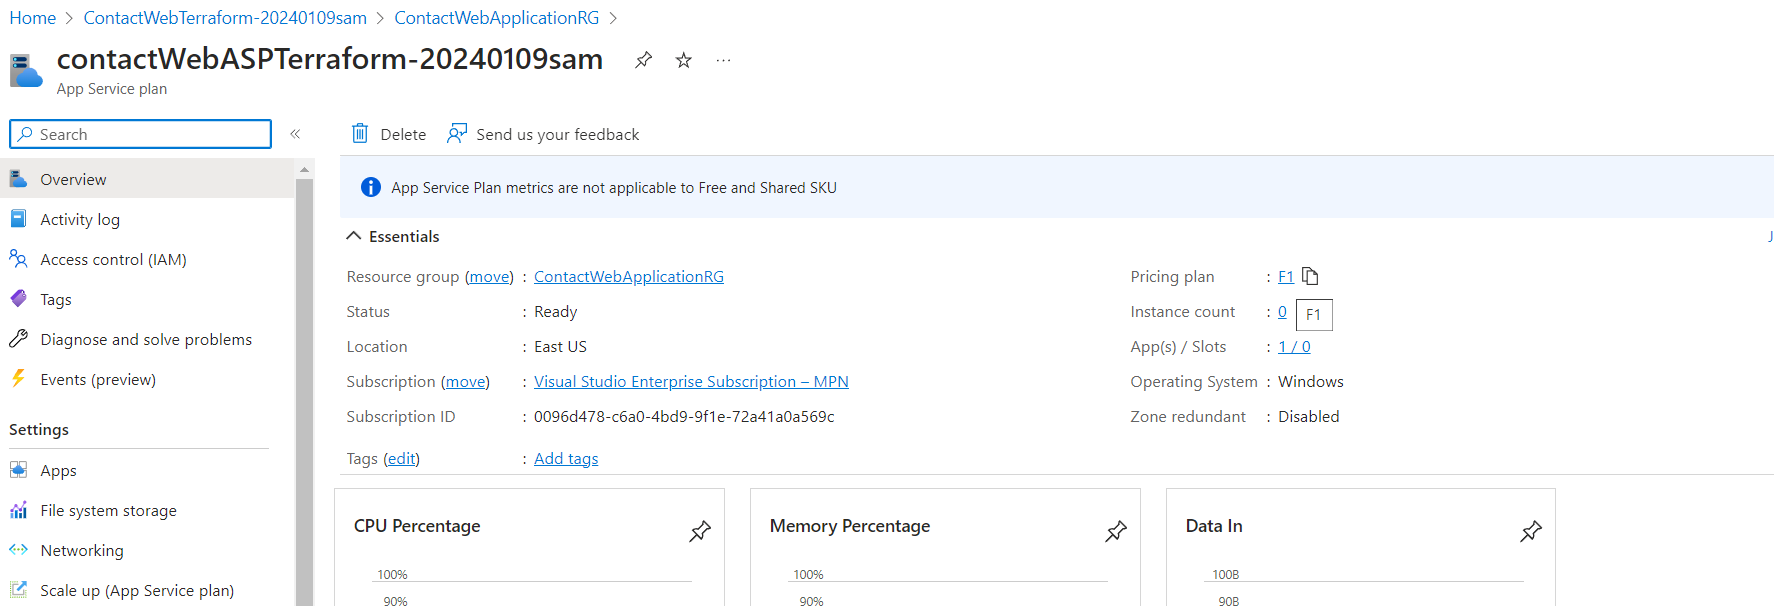 Home > ContactWebTerraform-20240109sam > ContactWebApplicationRG >
contactWebASPTerraform-20240109sam
App Service plan
Search
Delete
Send us your feedback
Overview
Activity log
Access control (IAM)
Tags
Diagnose and solve problems
Events (preview)
Settings
Apps
File system storage
Networking
Scale up (App Service plan)
App Service Plan metrics are not applicable to Free and Shared SKU
Essentials
J
Resource group (move) : ContactWebApplicationRG
Status : Ready
Location : East US
Subscription (move) : Visual Studio Enterprise Subscription – MPN
Subscription ID : 0096d478-c6a0-4bd9-9f1e-72a41a0a569c
Tags (edit) : Add tags
Pricing plan : F1
Instance count : 0
F1
App(s) / Slots : 1 / 0
Operating System : Windows
Zone redundant : Disabled
CPU Percentage
100%
90%
Memory Percentage
100%
90%
Data In
100B
90B